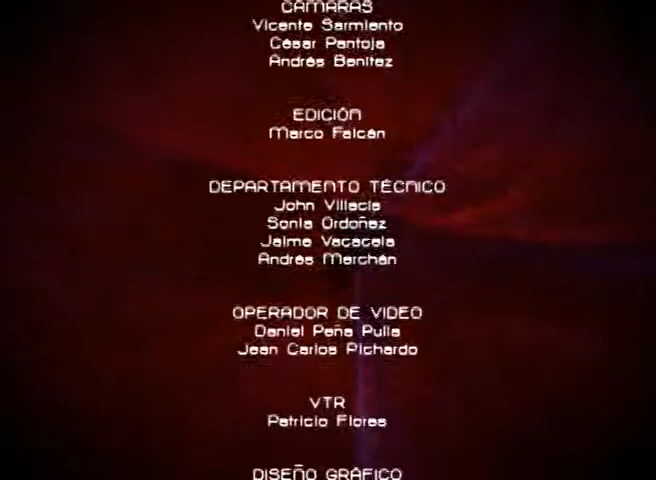 CÁMARAS
Vicente Sarmiento
César Pantoja
Andrés Benítez
EDICIÓN
Marco Falcán
DEPARTAMENTO TÉCNICO
John Villacís
Sonia Ordoñez
Jaime Vacacela
Andrés Merchán
OPERADOR DE VIDEO
Daniel Peña Pulla
Jean Carlos Pichardo
VTR
Patricio Flores
DISEÑO GRÁFICO